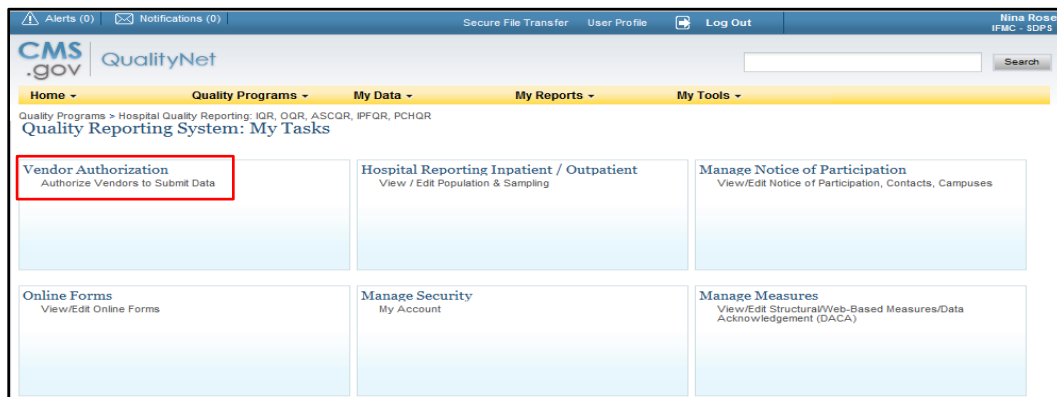 Alerts (0) Notifications (0) Secure File Transfer User Profile Log Out Nina Rose
IFMC - SDPS
CMS
.gov
QualityNet
Search
Home Quality Programs My Data My Reports My Tools
Quality Programs > Hospital Quality Reporting: IQR, OQR, ASCQR, IPFQR, PCHQR
Quality Reporting System: My Tasks
Vendor Authorization
Authorize Vendors to Submit Data
Hospital Reporting Inpatient / Outpatient
View / Edit Population & Sampling
Manage Notice of Participation
View/Edit Notice of Participation, Contacts, Campuses
Online Forms
View/Edit Online Forms
Manage Security
My Account
Manage Measures
View/Edit Structural/Web-Based Measures/Data
Acknowledgement (DACA)